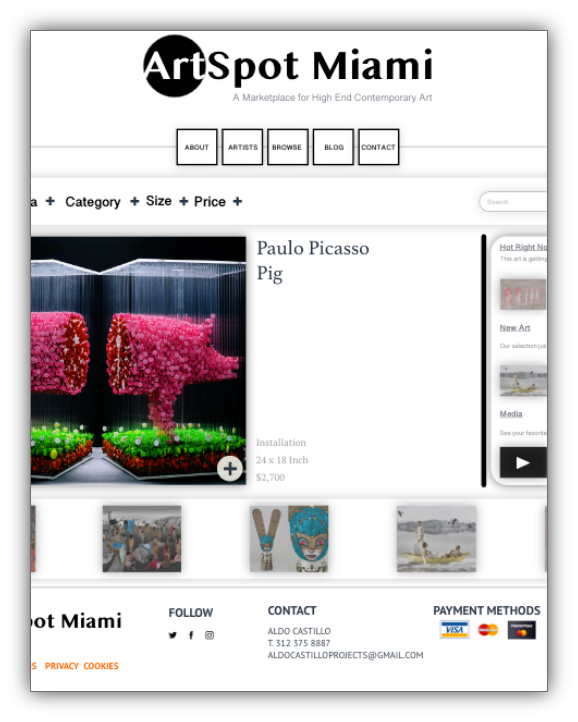 ArtSpot Miami
A Marketplace for High End Contemporary Art
ABOUT ARTISTS BROWSE BLOG CONTACT
a + Category + Size + Price +
Search
Paulo Picasso
Pig
Installation
24 x 18 Inch
$2,700
Hot Right No
This art is getting
New Art
Our selection jus
Media
See your favorite
ot Miami
S PRIVACY COOKIES
FOLLOW
CONTACT
ALDO CASTILLO
T. 312 375 8887
ALDOCASTILLOPROJECTS@GMAIL.COM
PAYMENT METHODS
VISA